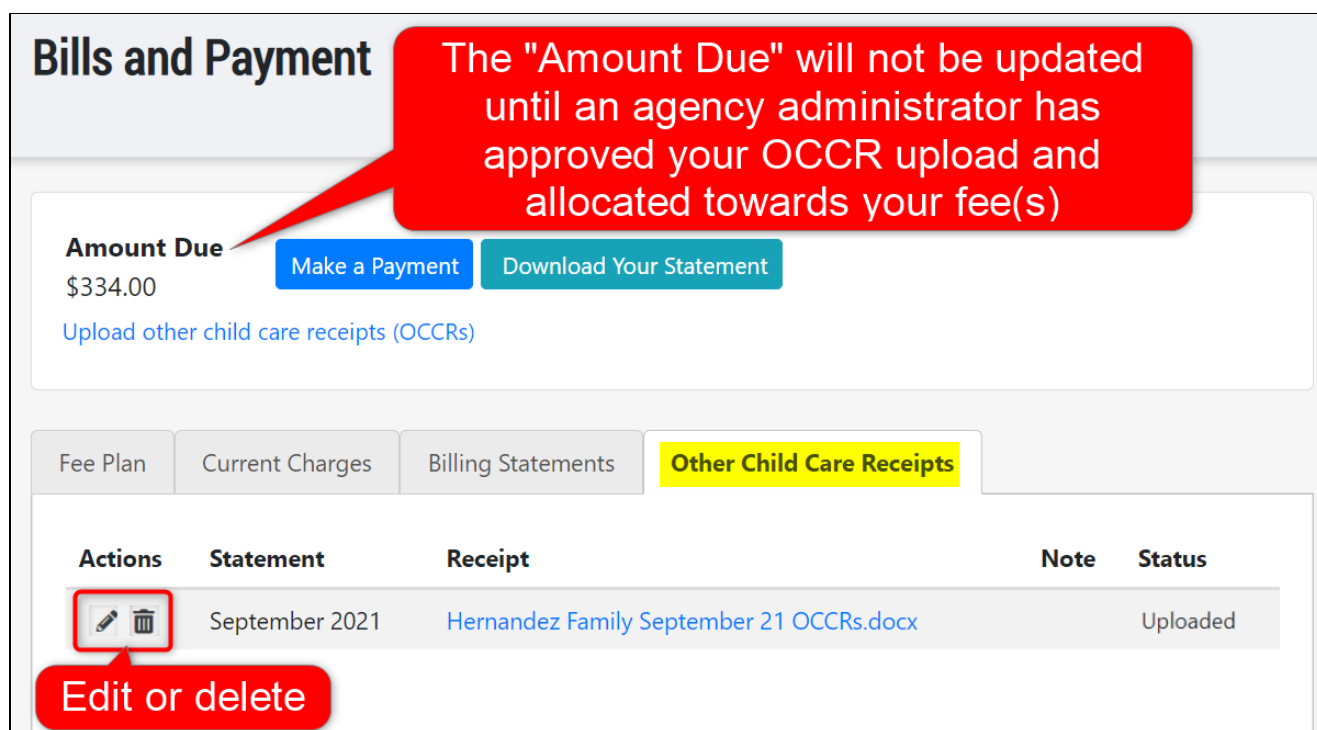 Bills and Payment
The "Amount Due" will not be updated
until an agency administrator has
approved your OCCR upload and
allocated towards your fee(s)
Amount Due
$334.00
Make a Payment
Download Your Statement
Upload other child care receipts (OCCRs)
Fee Plan
Current Charges
Billing Statements
Other Child Care Receipts
Actions Statement Receipt Note Status
September 2021 Hernandez Family September 21 OCCRs.docx Uploaded
Edit or delete